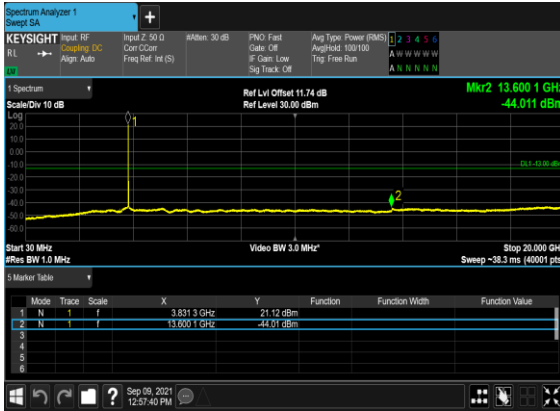 Spectrum Analyzer 1
Swept SA
+
KEYSIGHT
RL
Input: RF
Coupling: DC
Align: Auto
Input Z: 50 Ω
Corr CCorr
Freq Ref: Int (S)
#Atten: 30 dB
PNO: Fast
Gate: Off
IF Gain: Low
Sig Track: Off
Avg Type: Power (RMS)
Avg|Hold: 100/100
Trig: Free Run
1 2 3 4 5 6
A W W W W W
A N N N N N
1 Spectrum
Scale/Div 10 dB
Log
Ref Lvl Offset 11.74 dB
Ref Level 30.00 dBm
Mkr2 13.600 1 GHz
-44.011 dBm
20.0
10.0
0.00
-10.0
-20.0
-30.0
-40.0
-50.0
-60.0
1
2
DL1 -13.00 dBm
Start 30 MHz
#Res BW 1.0 MHz
Video BW 3.0 MHz*
Stop 20.000 GH
Sweep ~38.3 ms (40001 pts
5 Marker Table
Mode Trace Scale X Y Function Function Width Function Value
1 N 1 f 3.831 3 GHz 21.12 dBm
2 N 1 f 13.600 1 GHz -44.01 dBm
3
4
5
6
?
Sep 09, 2021
12:57:40 PM